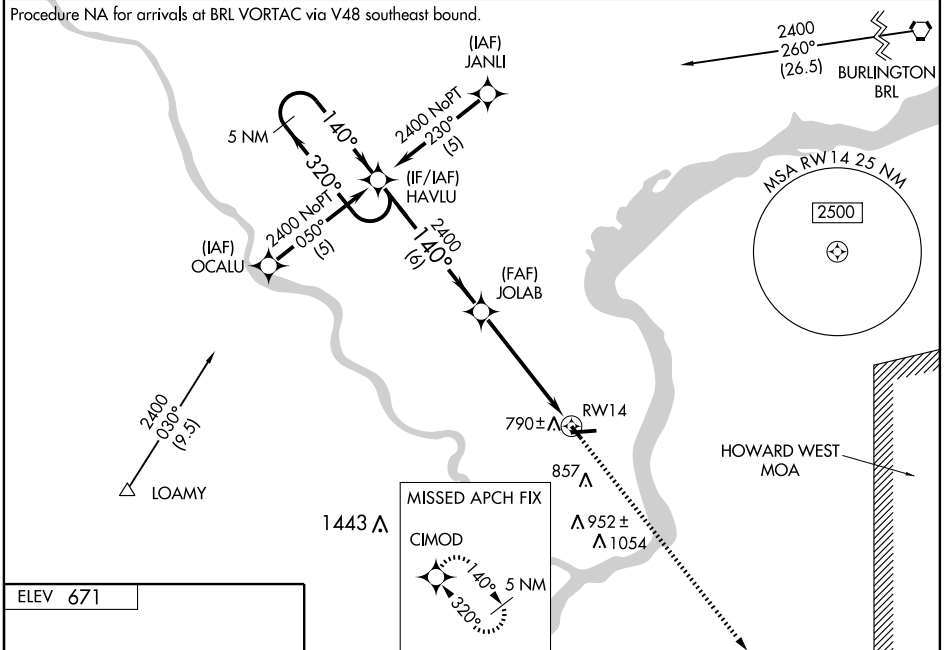 Procedure NA for arrivals at BRL VORTAC via V48 southeast bound.
(IAF)
JANLI
2400
260°
(26.5)
BURLINGTON
BRL
5 NM
140°
320°
2400 NoPT
230°
(5)
(IF/IAF)
HAVLU
MSA RW14 25 NM
2500
2400 NoPT
050°
(5)
(IAF)
OCALU
2400
140°
(6)
(FAF)
JOLAB
2400
030°
(9.5)
LOAMY
790±
RW14
857
HOWARD WEST
MOA
1443
952±
1054
MISSED APCH FIX
CIMOD
140°
320°
5 NM
ELEV 671